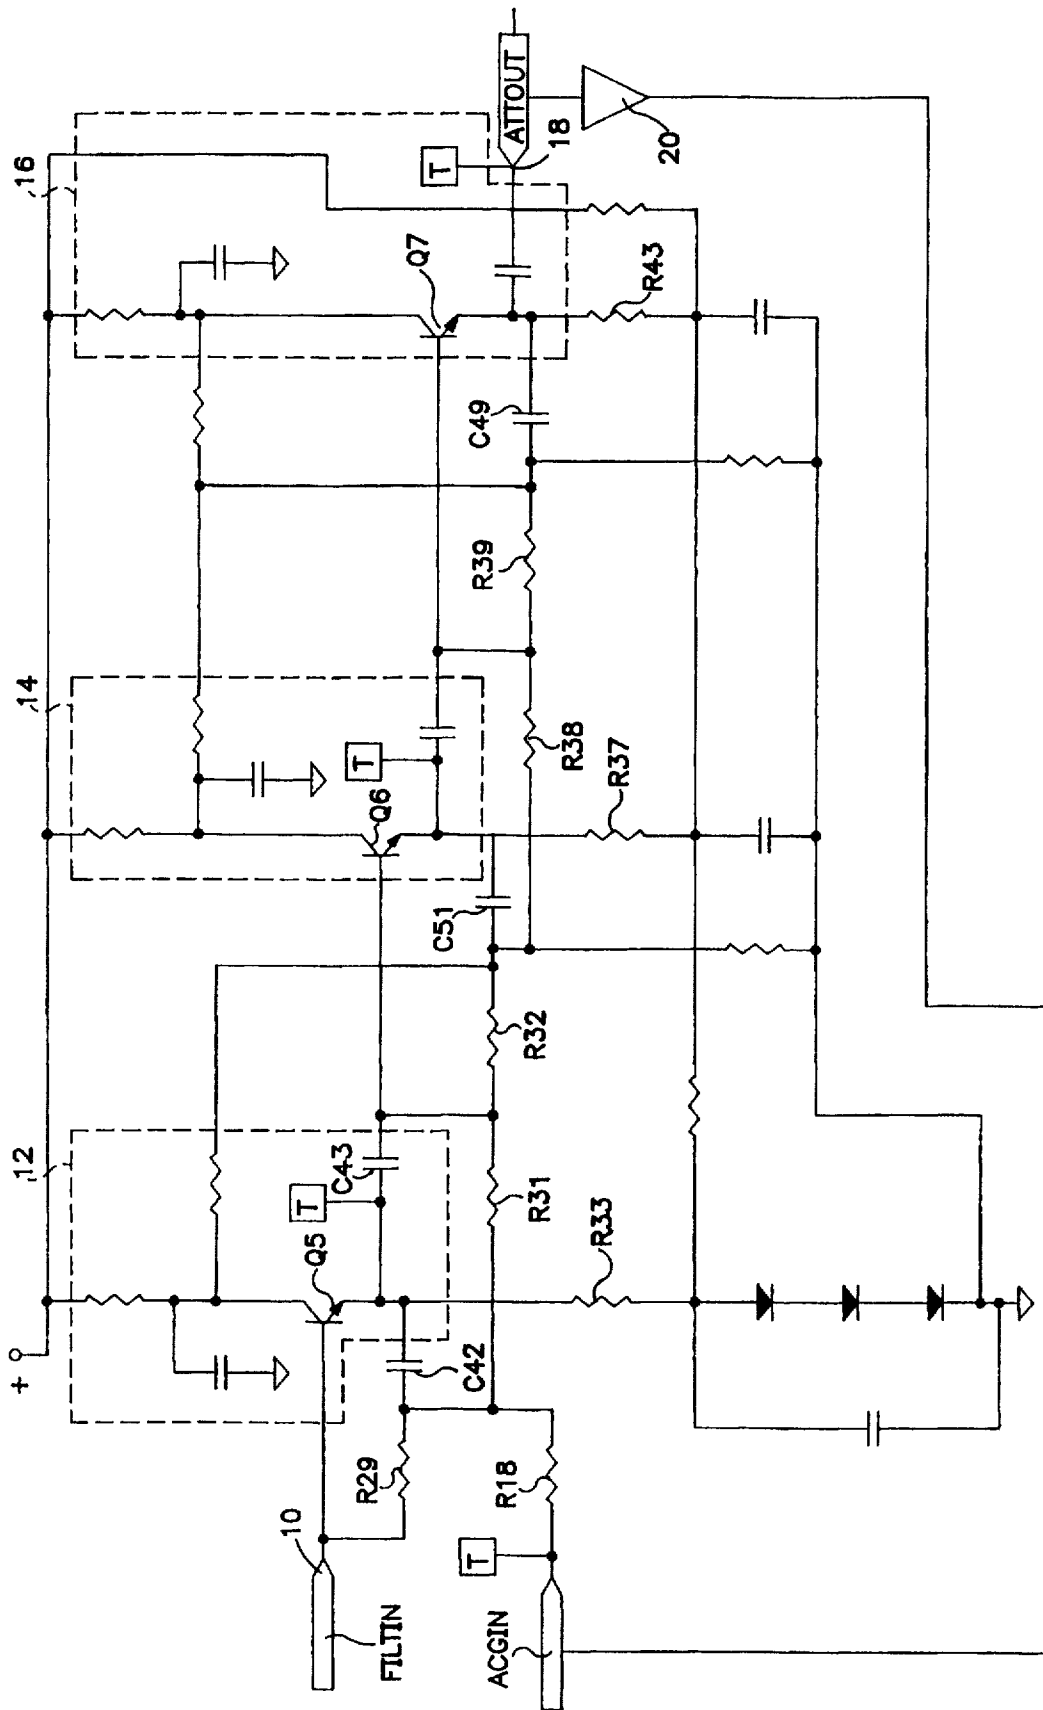 +
12
14
16
FILTIN
10
R29
C42
Q5
T
C43
R31
R32
R33
R18
T
ACGIN
C51
Q6
T
R38
R37
R39
C49
Q7
R43
T
18
ATTOUT
20